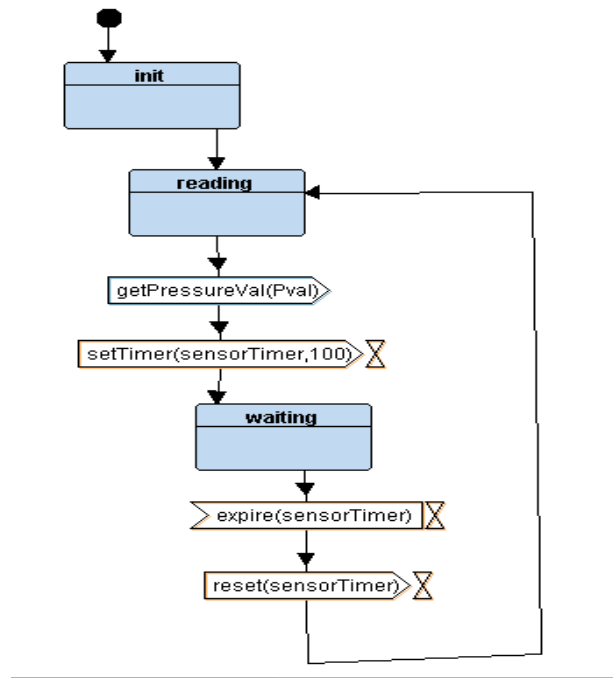 init
reading
getPressureVal(Pval)
setTimer(sensorTimer,100)
waiting
expire(sensorTimer)
reset(sensorTimer)